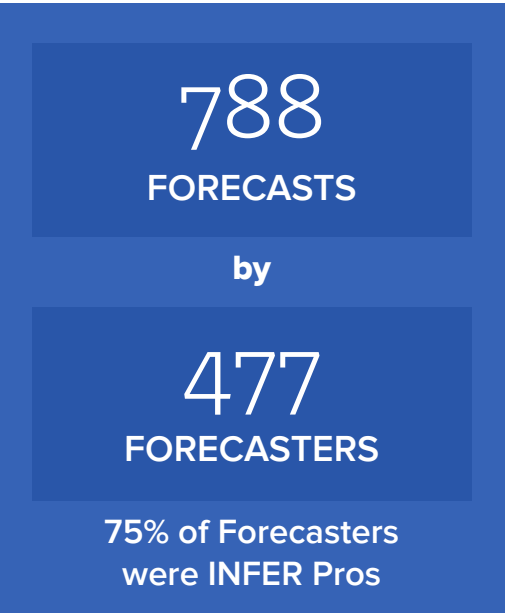 788
FORECASTS
by
477
FORECASTERS
75% of Forecasters
were INFER Pros